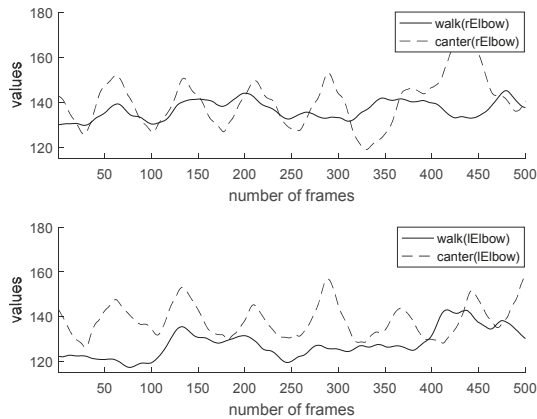 180
160
140
120
values
walk(rElbow)
canter(rElbow)
50 100 150 200 250 300 350 400 450 500
number of frames
180
160
140
120
values
walk(lElbow)
canter(lElbow)
50 100 150 200 250 300 350 400 450 500
number of frames